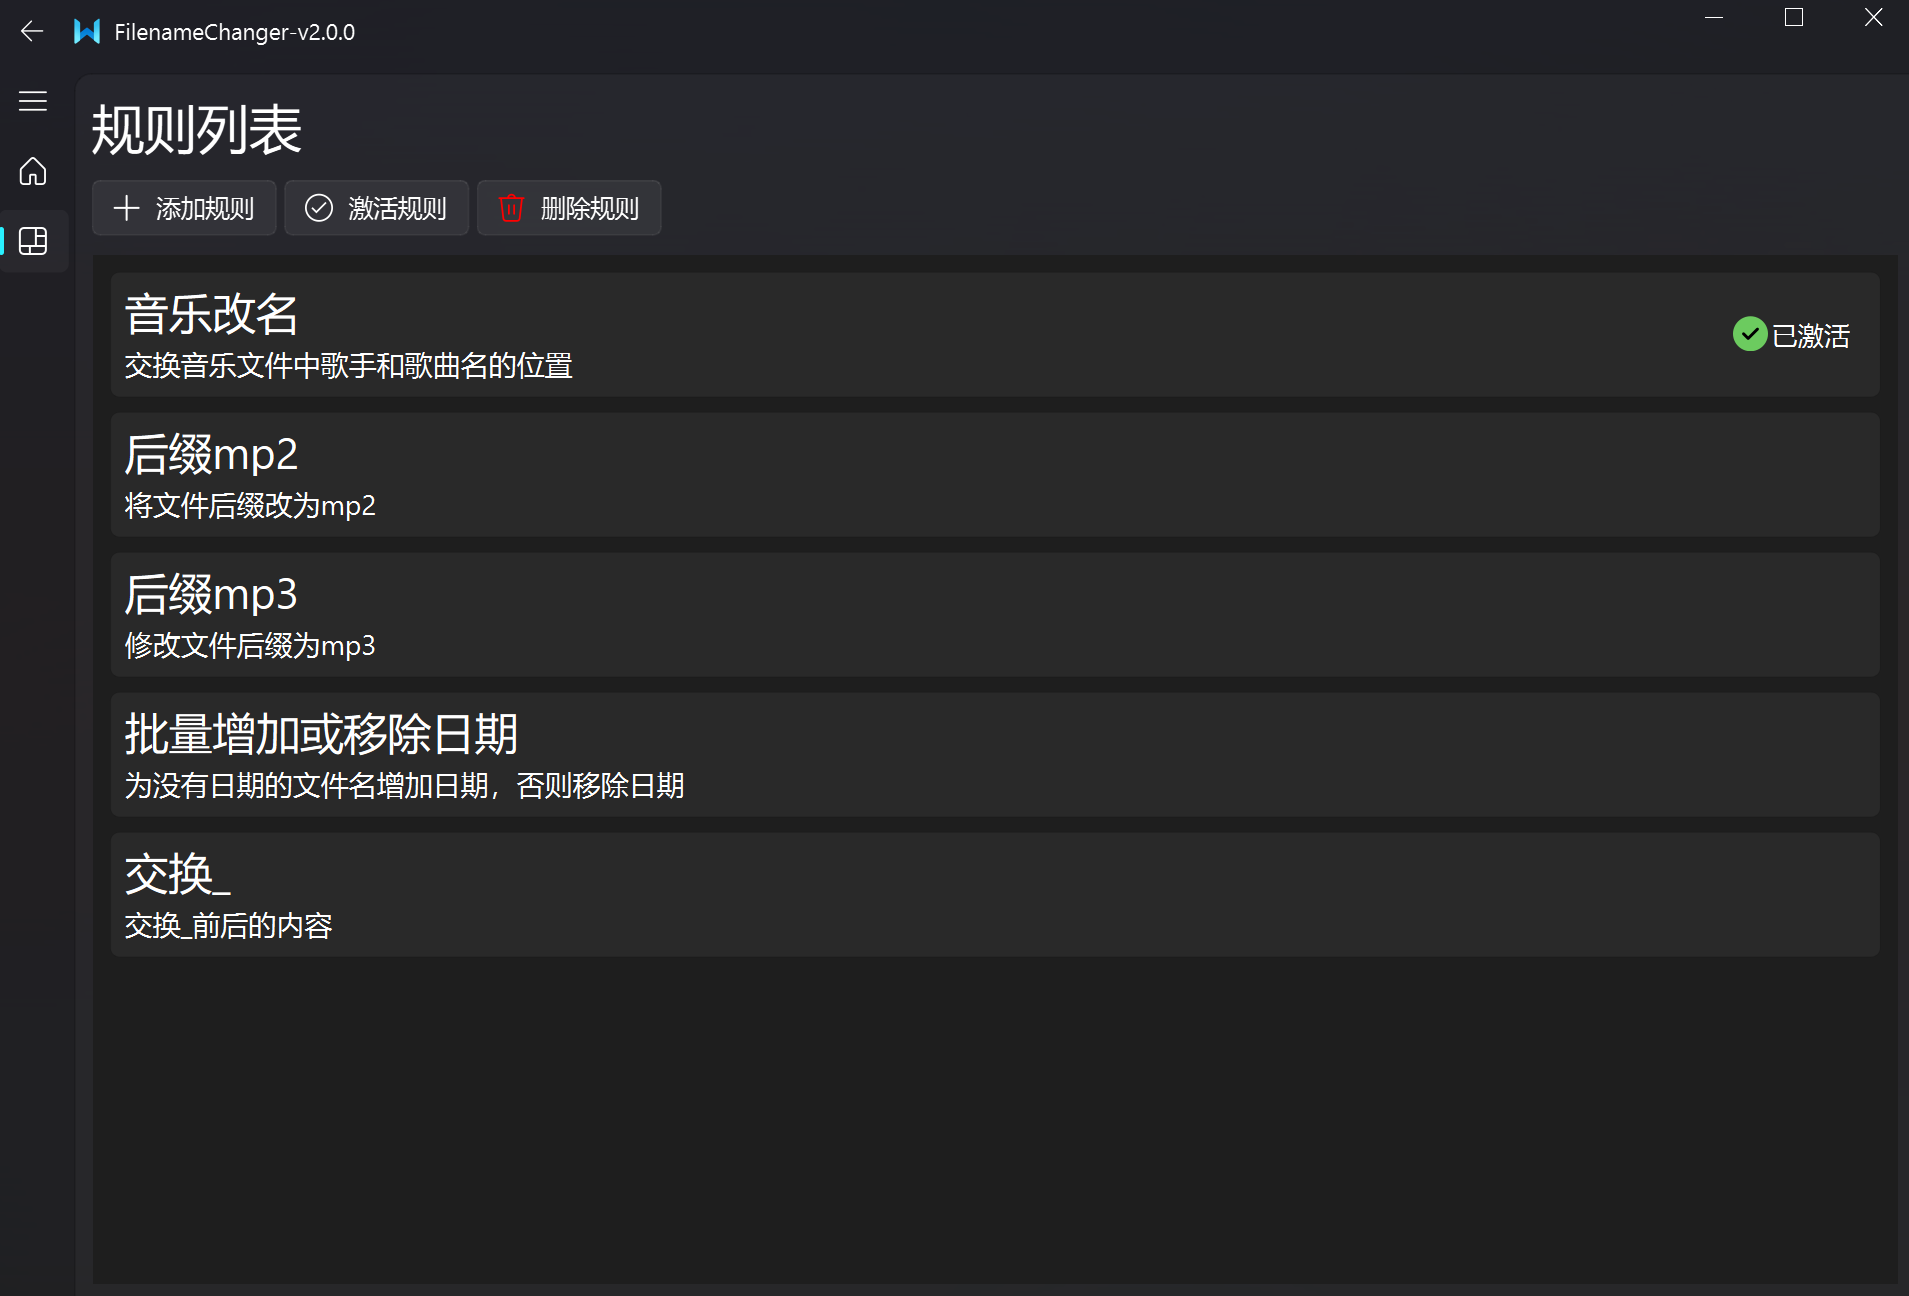 FilenameChanger-v2.0.0
规则列表
添加规则 激活规则 删除规则
音乐改名
交换音乐文件中歌手和歌曲名的位置
已激活
后缀mp2
将文件后缀改为mp2
后缀mp3
修改文件后缀为mp3
批量增加或移除日期
为没有日期的文件名增加日期，否则移除日期
交换_
交换_前后的内容